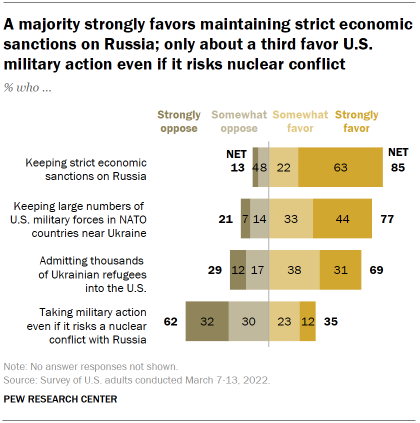 A majority strongly favors maintaining strict economic
sanctions on Russia; only about a third favor U.S.
military action even if it risks nuclear conflict
% who ...
Strongly oppose Somewhat oppose Somewhat favor Strongly favor
NET NET
Keeping strict economic
sanctions on Russia
13 4 8 22 63 85
Keeping large numbers of
U.S. military forces in NATO
countries near Ukraine
21 7 14 33 44 77
Admitting thousands
of Ukrainian refugees
into the U.S.
29 12 17 38 31 69
Taking military action
even if it risks a nuclear
conflict with Russia
62 32 30 23 12 35
Note: No answer responses not shown.
Source: Survey of U.S. adults conducted March 7-13, 2022.
PEW RESEARCH CENTER